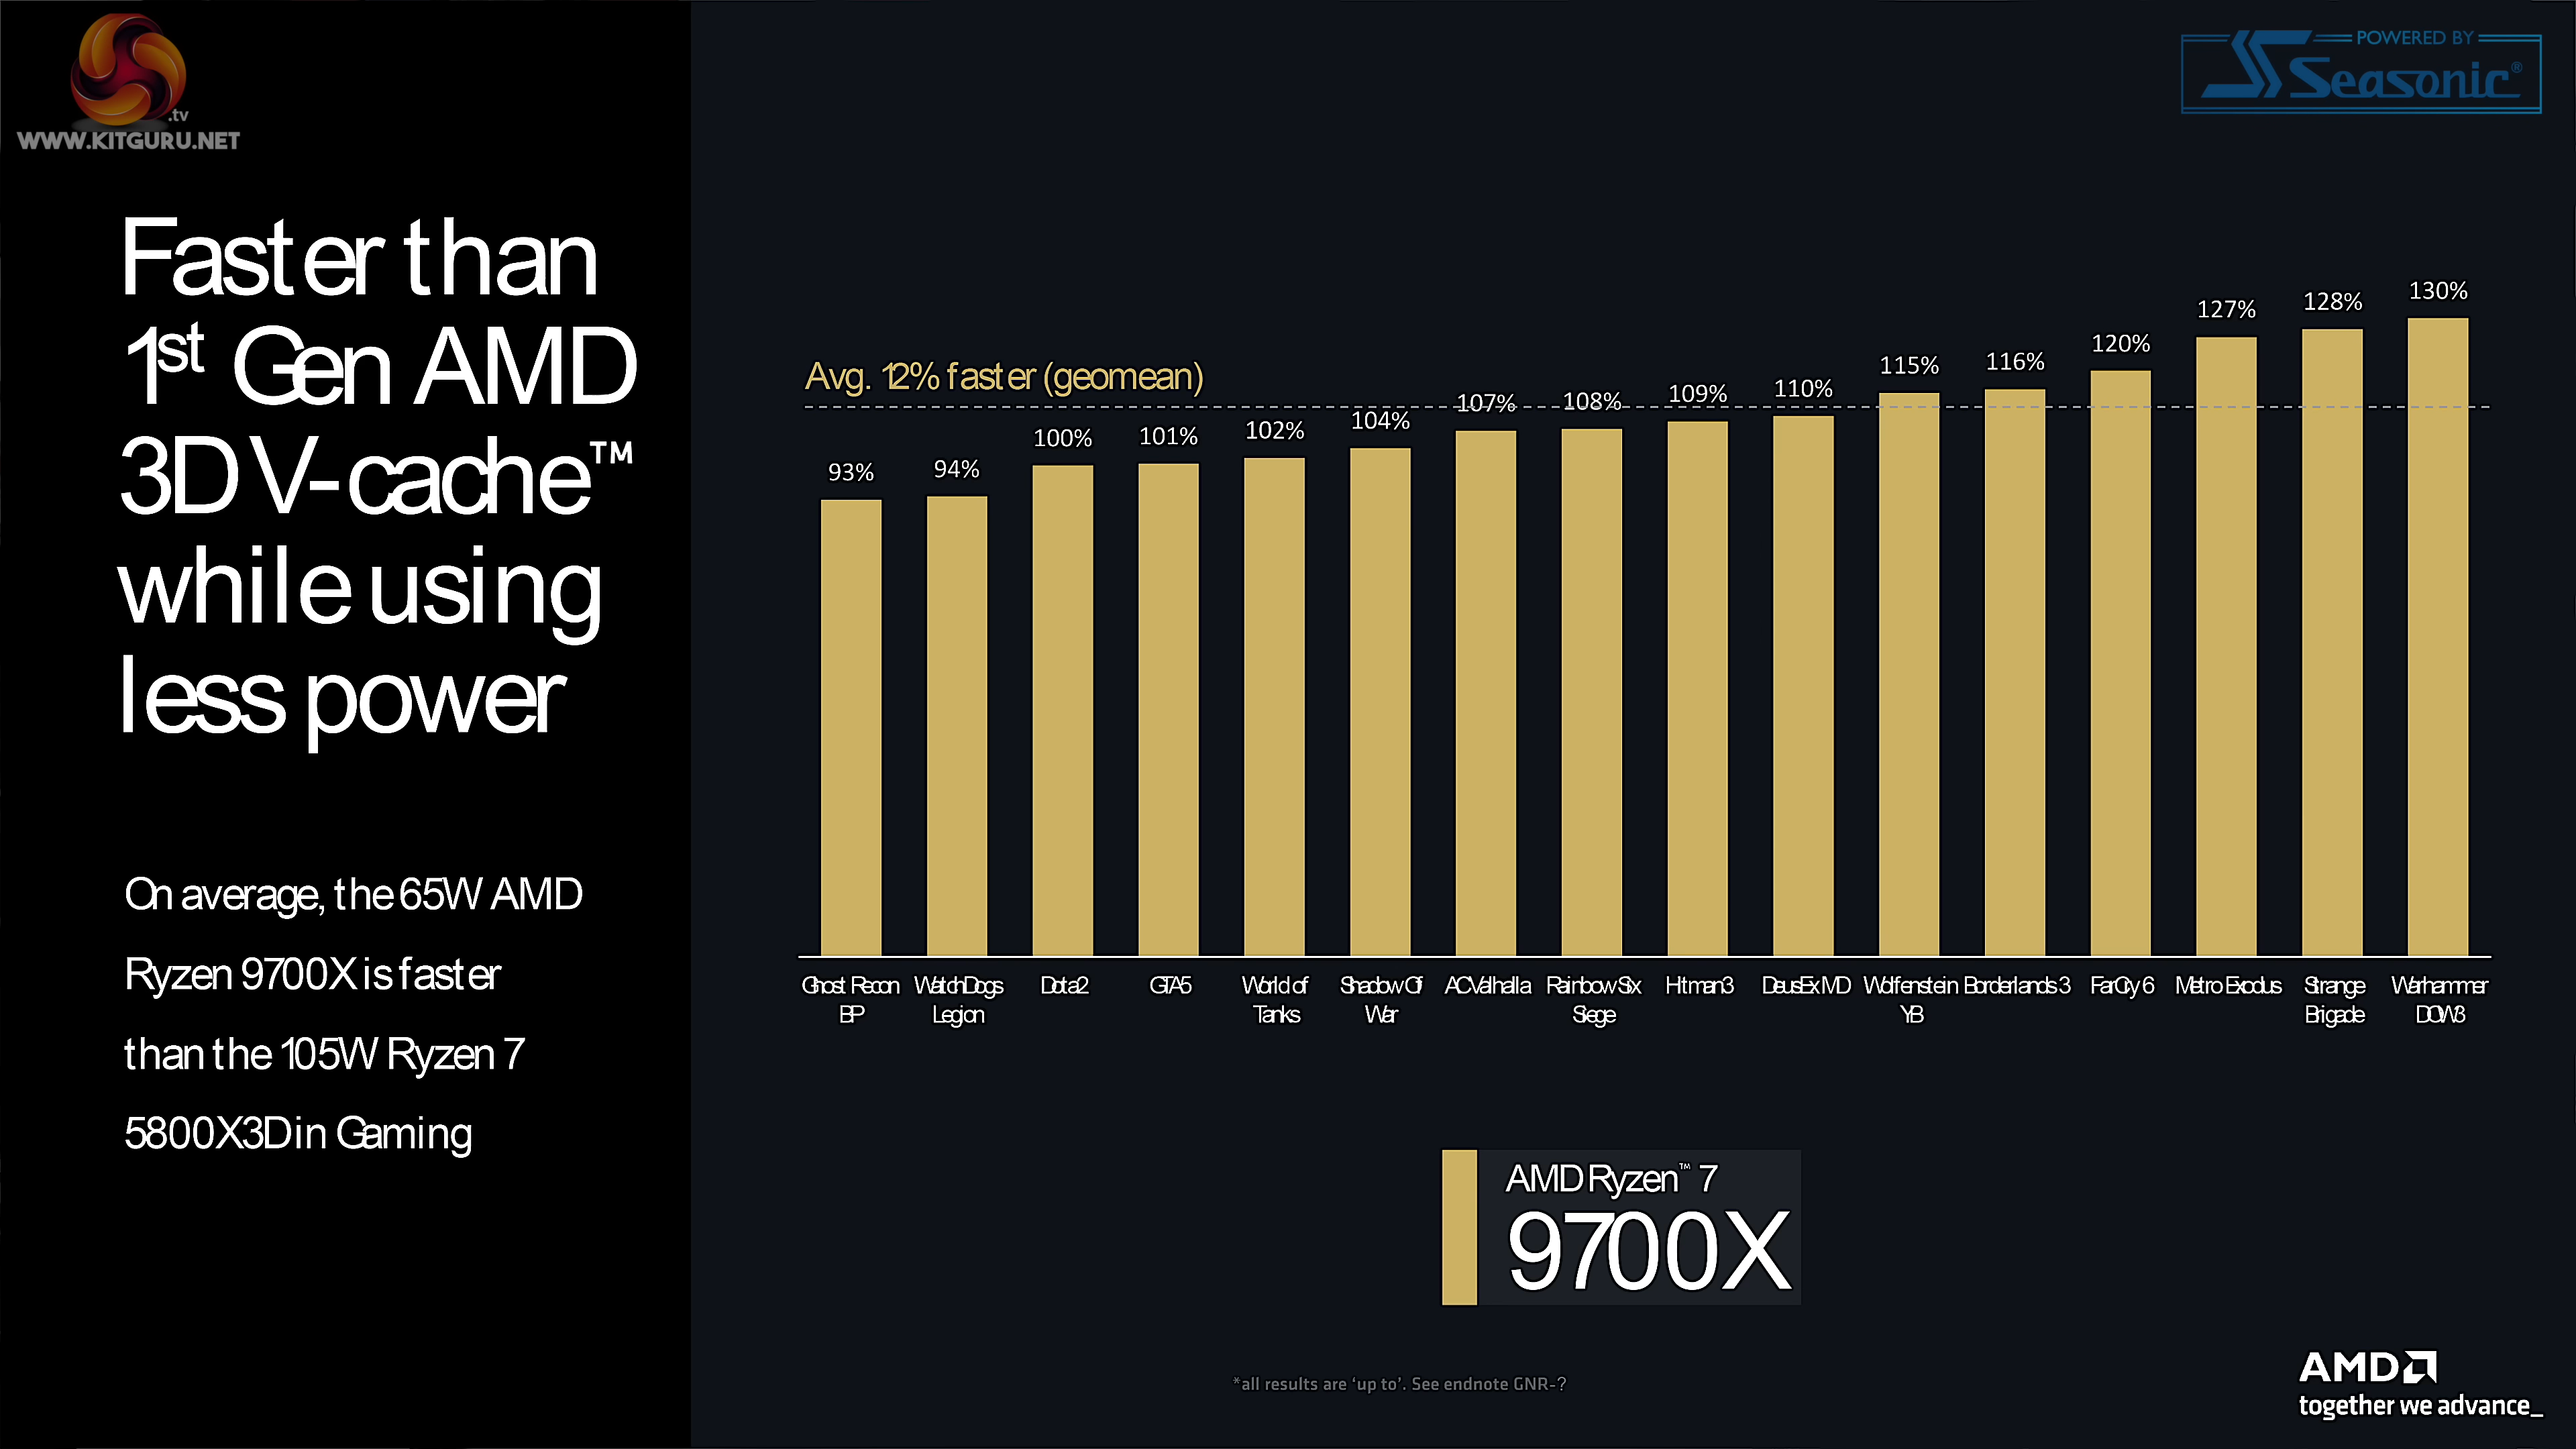 .tv
WWW.KITGURU.NET
POWERED BY
Seasonic®
Faster than
1st Gen AMD
3D V-cache™
while using
less power
On average, the 65W AMD
Ryzen 9700X is faster
than the 105W Ryzen 7
5800X3D in Gaming
Avg. 12% faster (geomean)
93% 94% 100% 101% 102% 104% 107% 108% 109% 110% 115% 116% 120% 127% 128% 130%
Ghost Recon WatchDogs Dota2 GTA5 World of Shadow Of AC Valhalla Rainbow Six Hitman3 DeusEx MD Wolfenstein Borderlands 3 FarCry 6 Metro Exodus Strange Warhammer
BP Legion Tanks War Siege YB Brigade DOW3
AMD Ryzen™ 7
9700X
*all results are ‘up to’. See endnote GNR-?
AMD
together we advance_